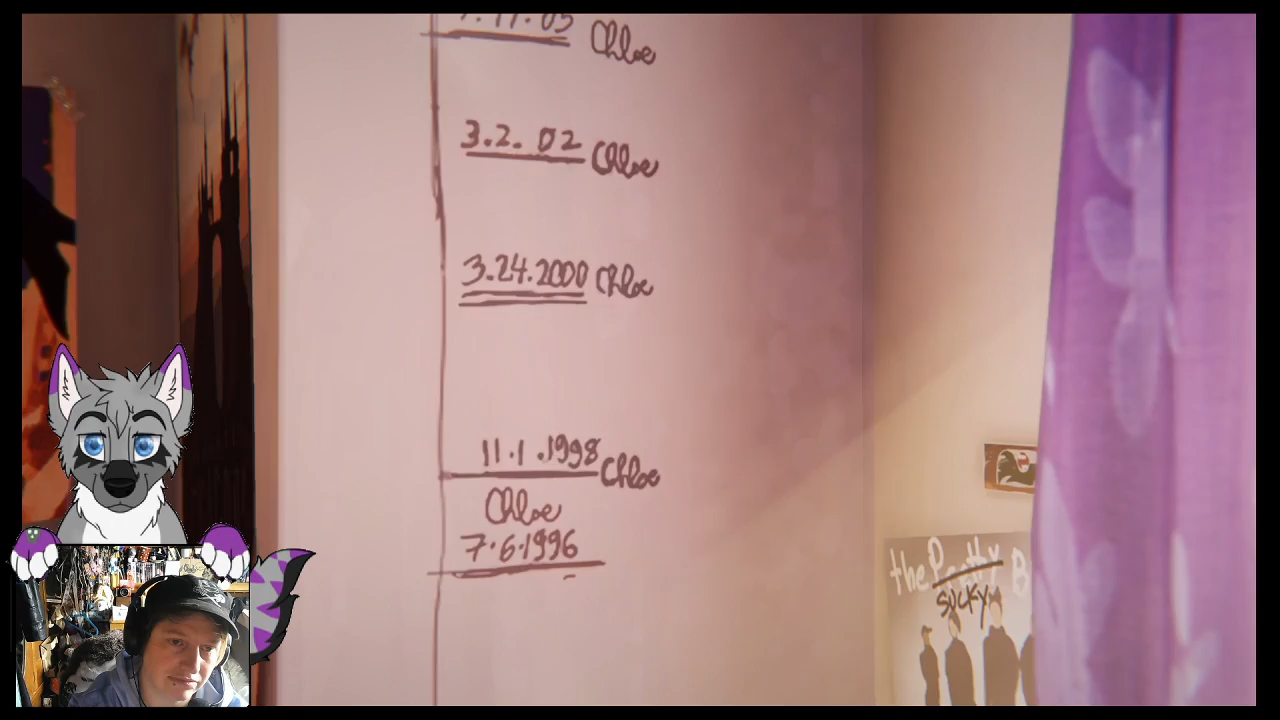 Chloe
3.2.02 Chloe
3.24.2000 Chloe
11.1.1998 Chloe
Chloe
7.6.1996
the Pretty B
SUCKY